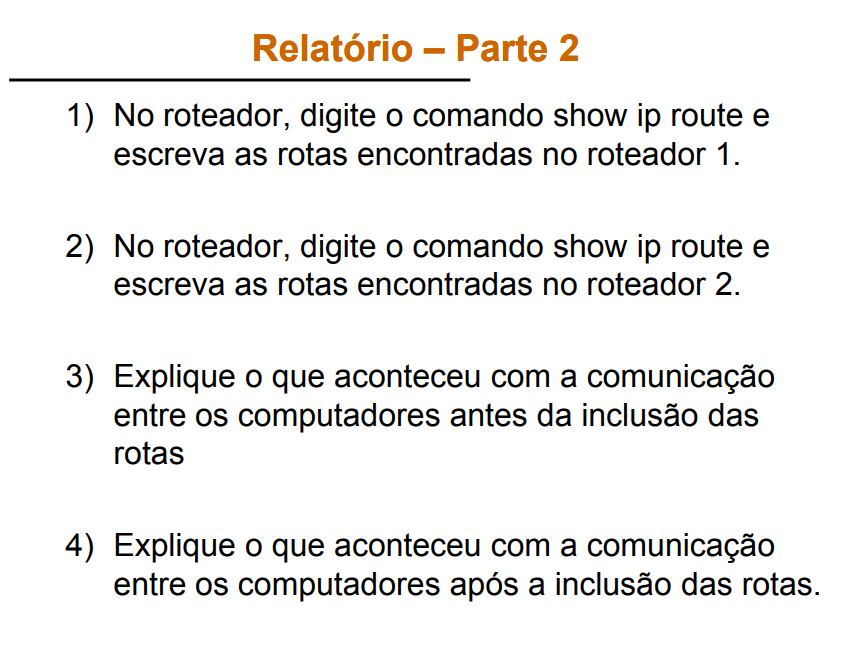 Relatório – Parte 2
1) No roteador, digite o comando show ip route e
escreva as rotas encontradas no roteador 1.
2) No roteador, digite o comando show ip route e
escreva as rotas encontradas no roteador 2.
3) Explique o que aconteceu com a comunicação
entre os computadores antes da inclusão das
rotas
4) Explique o que aconteceu com a comunicação
entre os computadores após a inclusão das rotas.